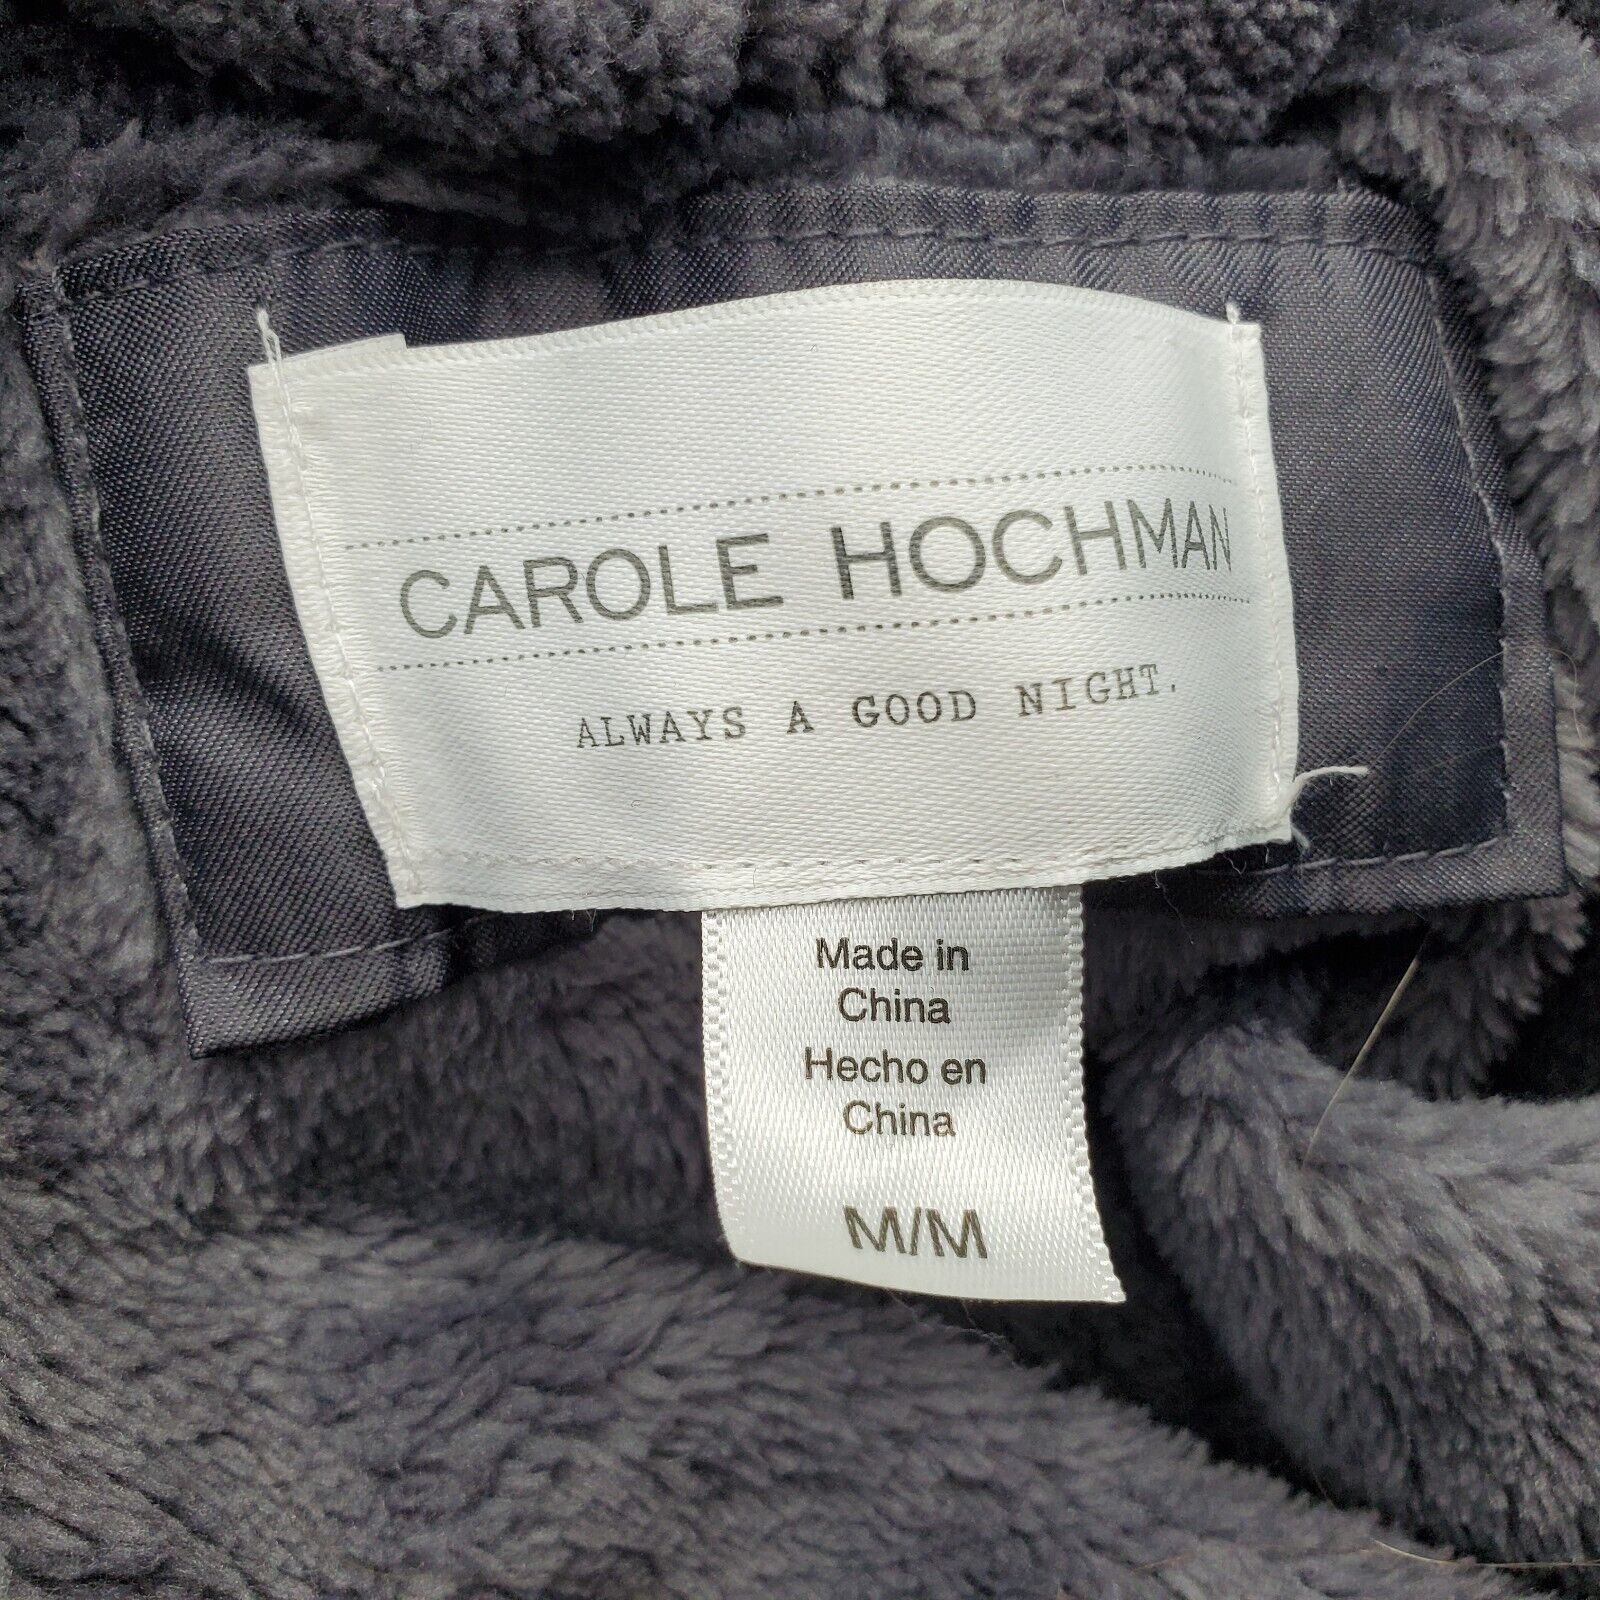 CAROLE HOCHMAN
ALWAYS A GOOD NIGHT.
Made in
China
Hecho en
China
M/M